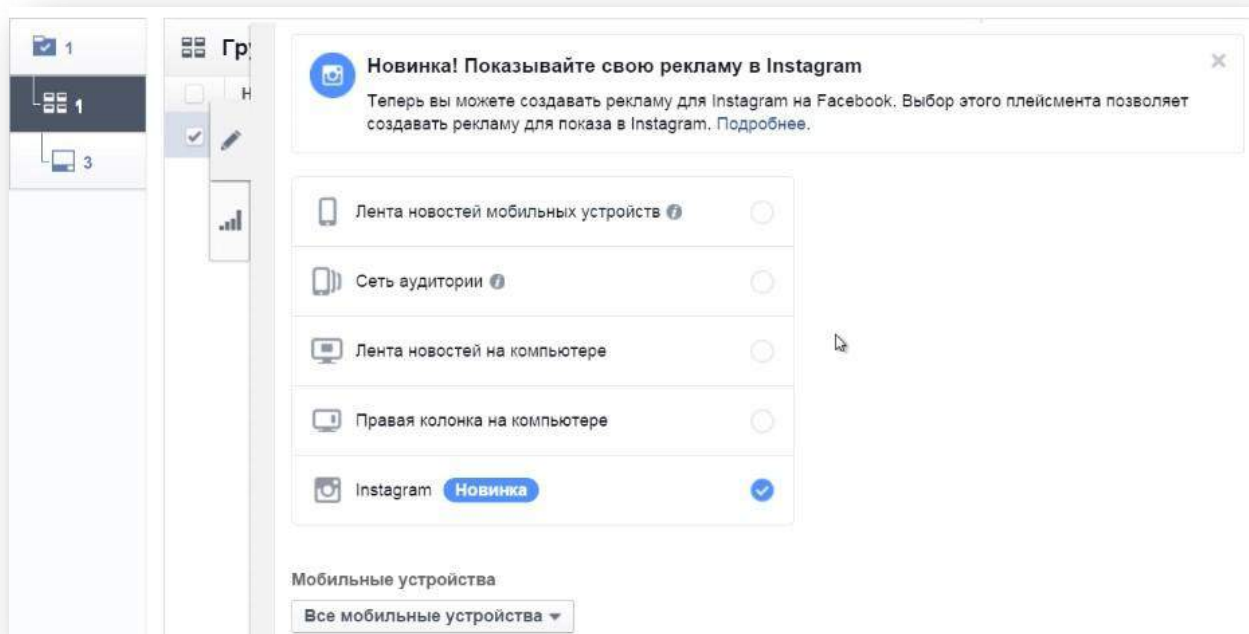 1
1
3
Гру
Н
Новинка! Показывайте свою рекламу в Instagram
Теперь вы можете создавать рекламу для Instagram на Facebook. Выбор этого плейсмента позволяет
создавать рекламу для показа в Instagram. Подробнее.
Лента новостей мобильных устройств
Сеть аудитории
Лента новостей на компьютере
Правая колонка на компьютере
Instagram Новинка
Мобильные устройства
Все мобильные устройства